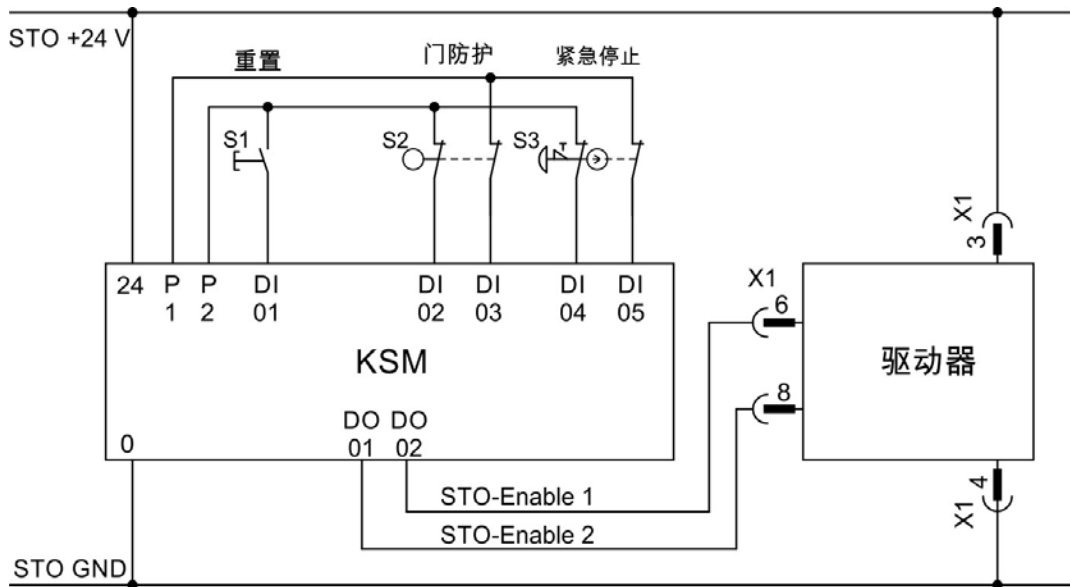 STO +24 V
重置
门防护
紧急停止
S1
S2
S3
24
P
1
P
2
DI
01
DI
02
DI
03
DI
04
DI
05
KSM
0
DO
01
DO
02
STO-Enable 1
STO-Enable 2
X1
6
8
X1
3
驱动器
4
X1
STO GND